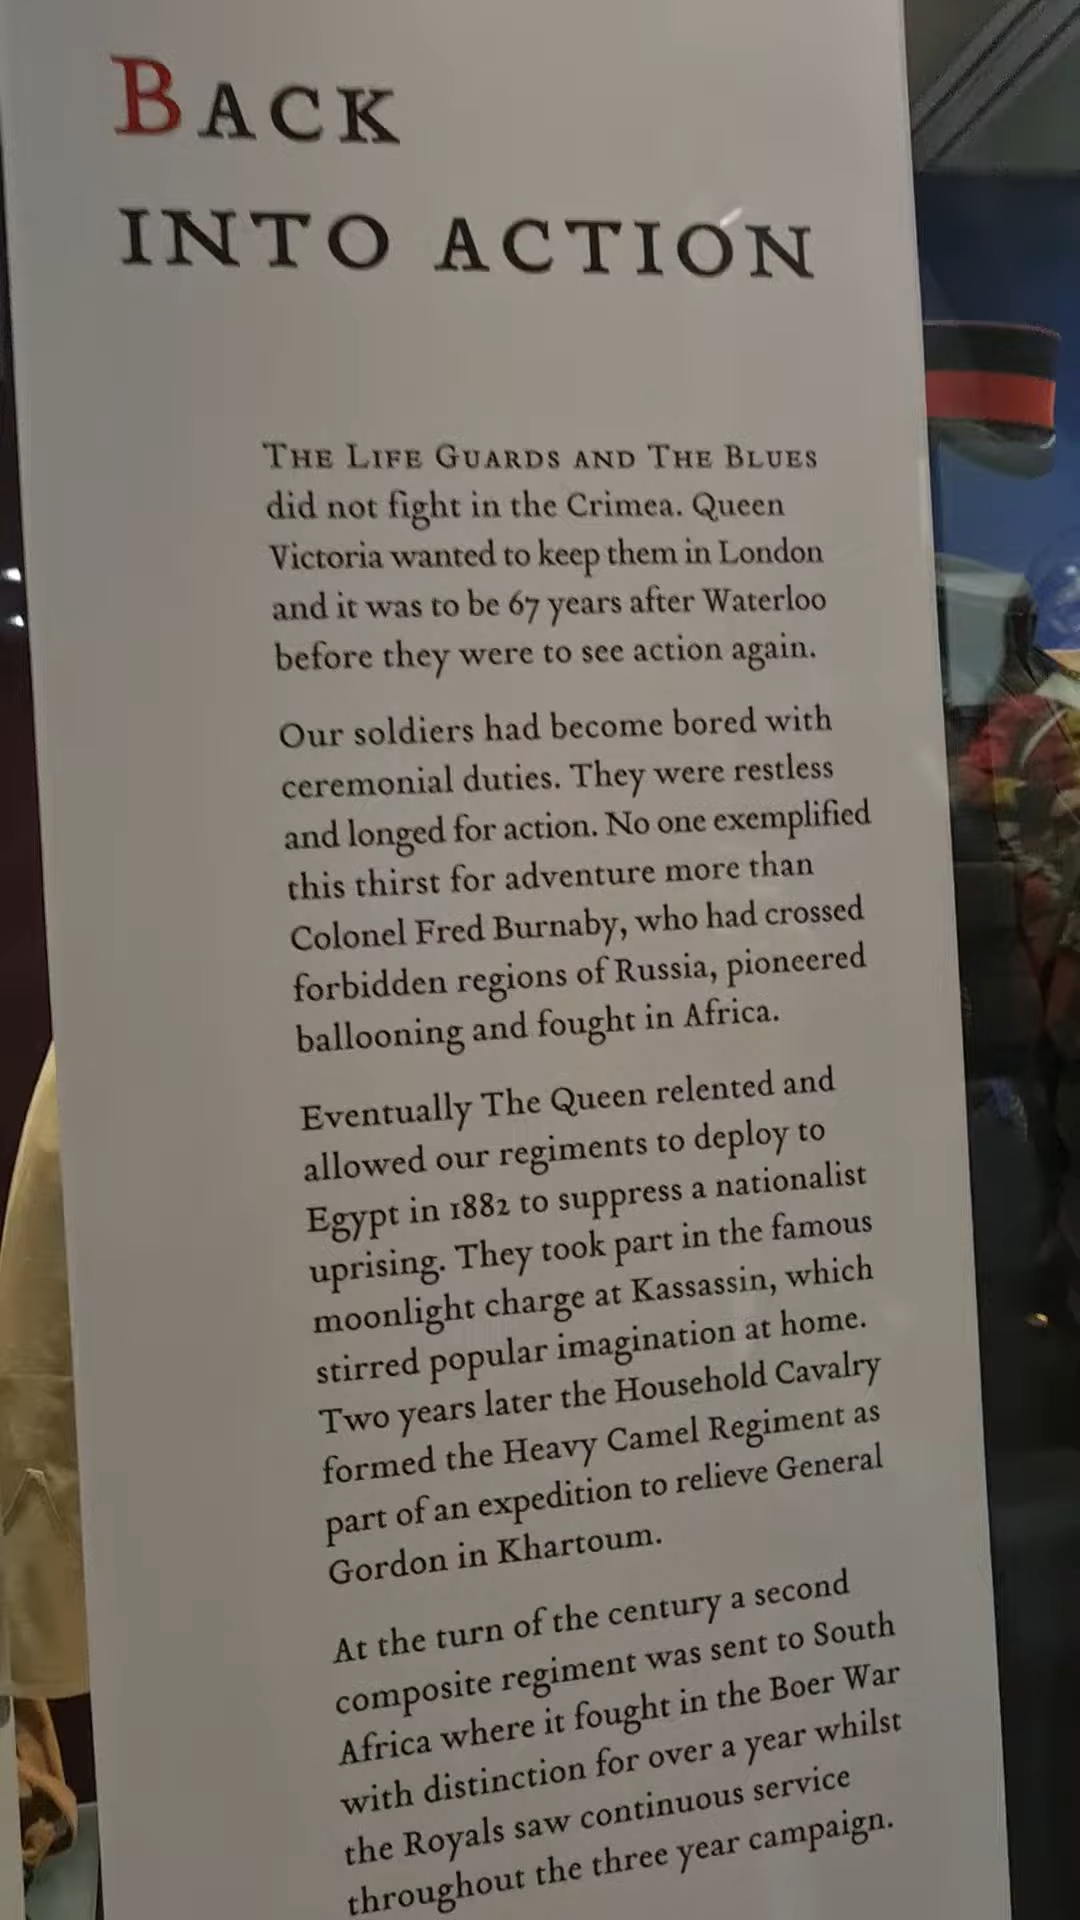 BACK
INTO ACTION
THE LIFE GUARDS AND THE BLUES
did not fight in the Crimea. Queen
Victoria wanted to keep them in London
and it was to be 67 years after Waterloo
before they were to see action again.
Our soldiers had become bored with
ceremonial duties. They were restless
and longed for action. No one exemplified
this thirst for adventure more than
Colonel Fred Burnaby, who had crossed
forbidden regions of Russia, pioneered
ballooning and fought in Africa.
Eventually The Queen relented and
allowed our regiments to deploy to
Egypt in 1882 to suppress a nationalist
uprising. They took part in the famous
moonlight charge at Kassassin, which
stirred popular imagination at home.
Two years later the Household Cavalry
formed the Heavy Camel Regiment as
part of an expedition to relieve General
Gordon in Khartoum.
At the turn of the century a second
composite regiment was sent to South
Africa where it fought in the Boer War
with distinction for over a year whilst
the Royals saw continuous service
throughout the three year campaign.